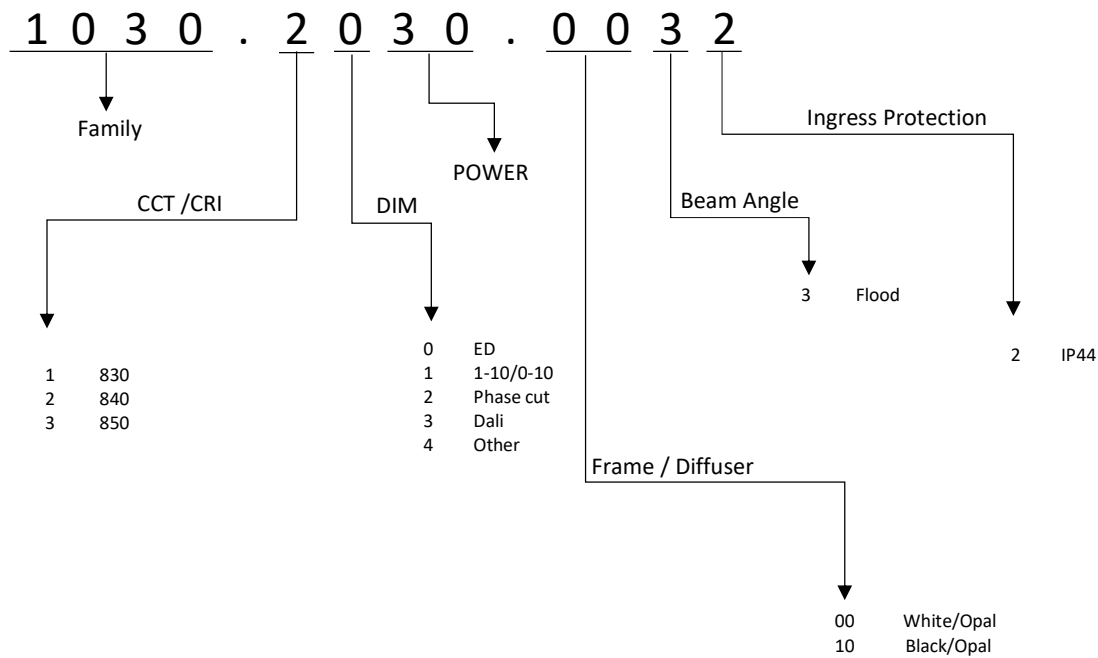 1 0 3 0 . 2 0 3 0 . 0 0 3 2
Family
POWER
Ingress Protection
CCT /CRI
DIM
Beam Angle
3 Flood
0 ED
1 1-10/0-10
2 Phase cut
3 Dali
4 Other
2 IP44
1 830
2 840
3 850
Frame / Diffuser
00 White/Opal
10 Black/Opal